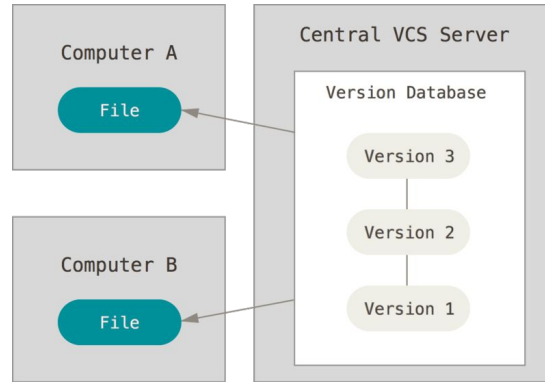 Computer A
File
Computer B
File
Central VCS Server
Version Database
Version 3
Version 2
Version 1